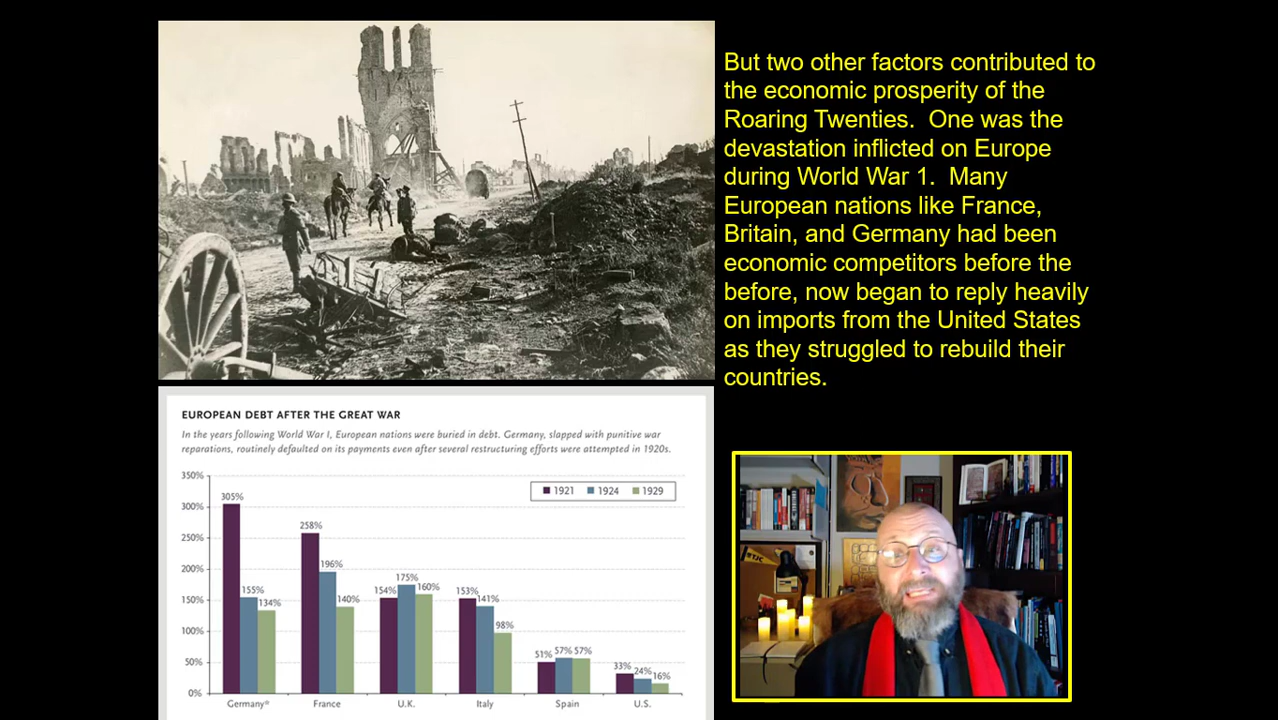 But two other factors contributed to
the economic prosperity of the
Roaring Twenties.  One was the
devastation inflicted on Europe
during World War 1.  Many
European nations like France,
Britain, and Germany had been
economic competitors before the
before, now began to reply heavily
on imports from the United States
as they struggled to rebuild their
countries.
EUROPEAN DEBT AFTER THE GREAT WAR
In the years following World War I, European nations were buried in debt. Germany, slapped with punitive war
reparations, routinely defaulted on its payments even after several restructuring efforts were attempted in 1920s.
1921 1924 1929
350%
300%
250%
200%
150%
100%
50%
0%
305% 155% 134%
258% 196% 140%
154% 175% 160%
153% 141% 98%
51% 57% 57%
33% 24% 16%
Germany* France U.K. Italy Spain U.S.
TJC